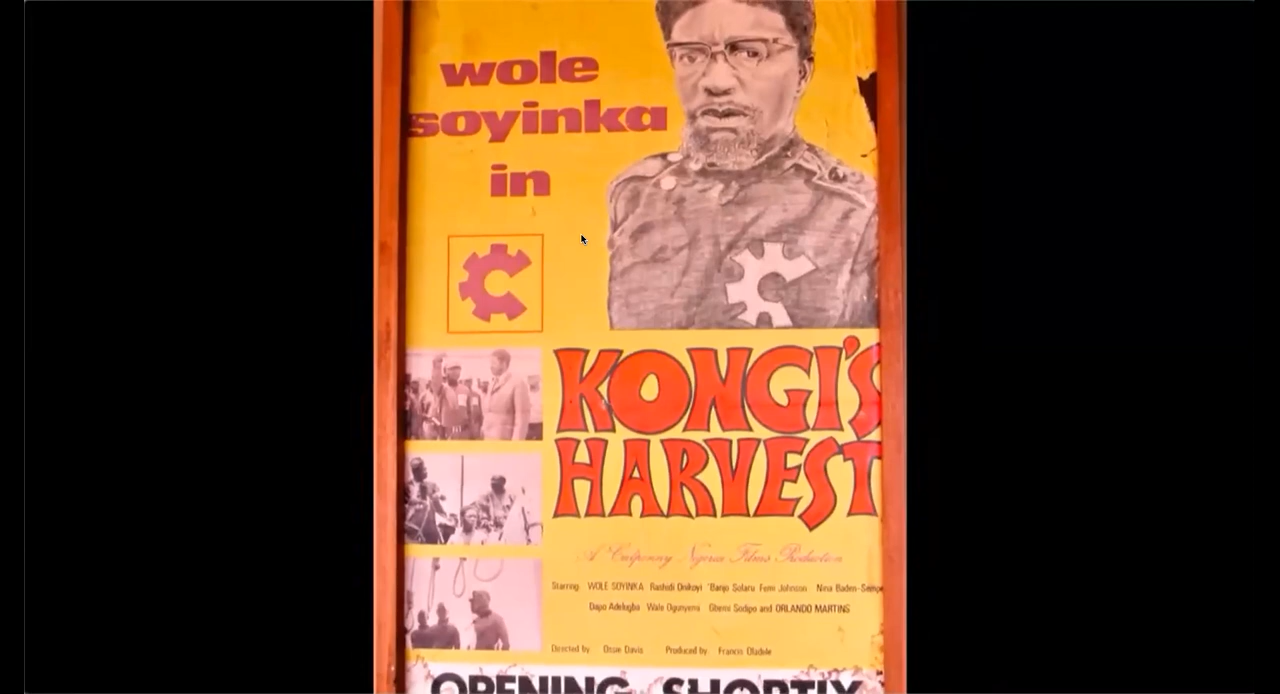 wole
soyinka
in
KONGI'S
HARVEST
A Calpenny Nigeria Films Production
Starring WOLE SOYINKA Rashidi Onikoyi 'Banjo Solaru Femi Johnson Nina Baden-Sempe
Dapo Adelugba Wale Ogunyemi Gbemi Sodipo and ORLANDO MARTINS
Directed by Ossie Davis Produced by Francis Oladele
OPENING SHORTLY